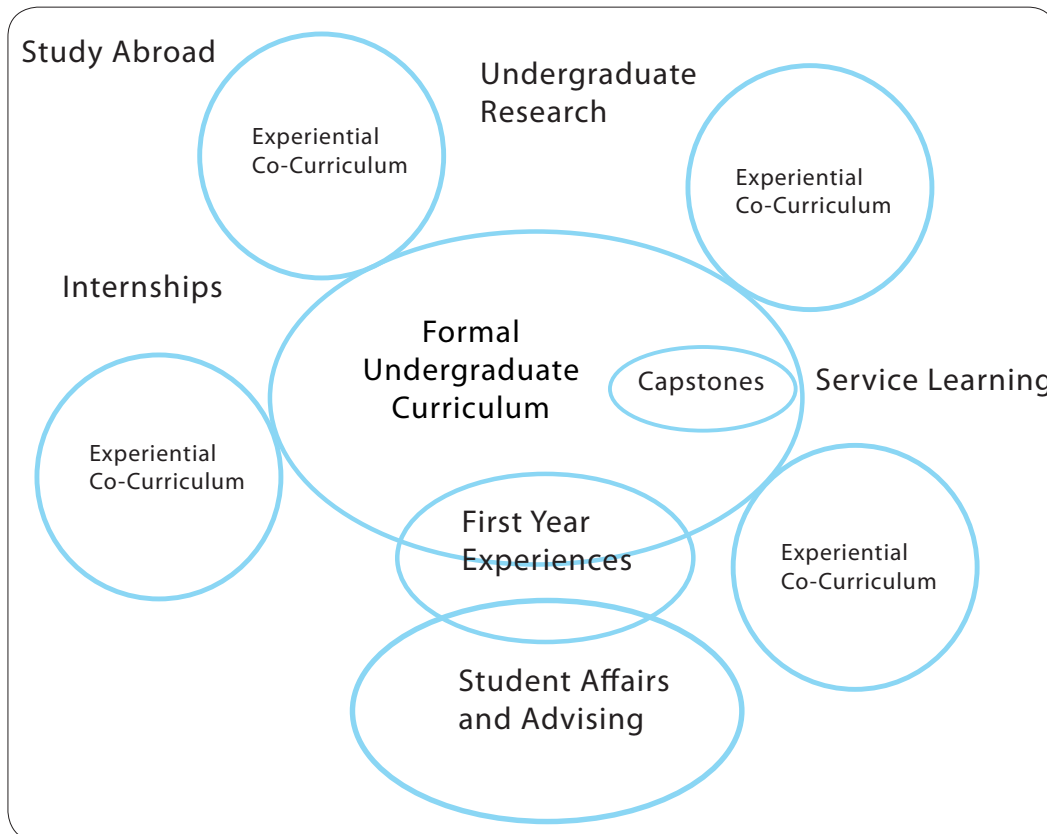 Study Abroad
Undergraduate
Research
Experiential
Co-Curriculum
Experiential
Co-Curriculum
Internships
Formal
Undergraduate
Curriculum
Capstones
Service Learning
Experiential
Co-Curriculum
First Year
Experiences
Experiential
Co-Curriculum
Student Affairs
and Advising